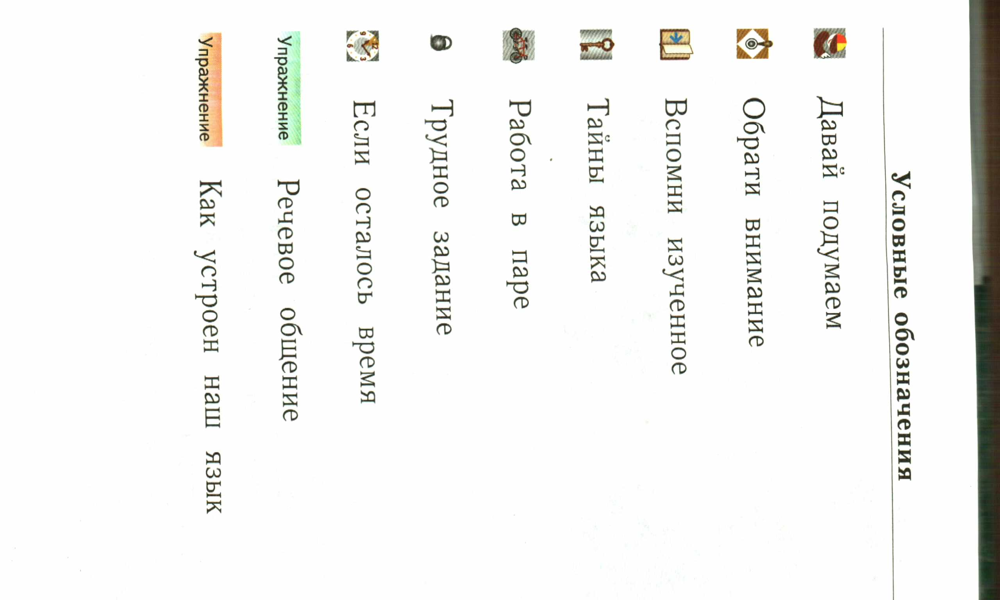 Условные обозначения
Давай подумаем
Обрати внимание
Вспомни изученное
Тайны языка
Работа в паре
Трудное задание
Если осталось время
Упражнение Речевое общение
Упражнение Как устроен наш язык